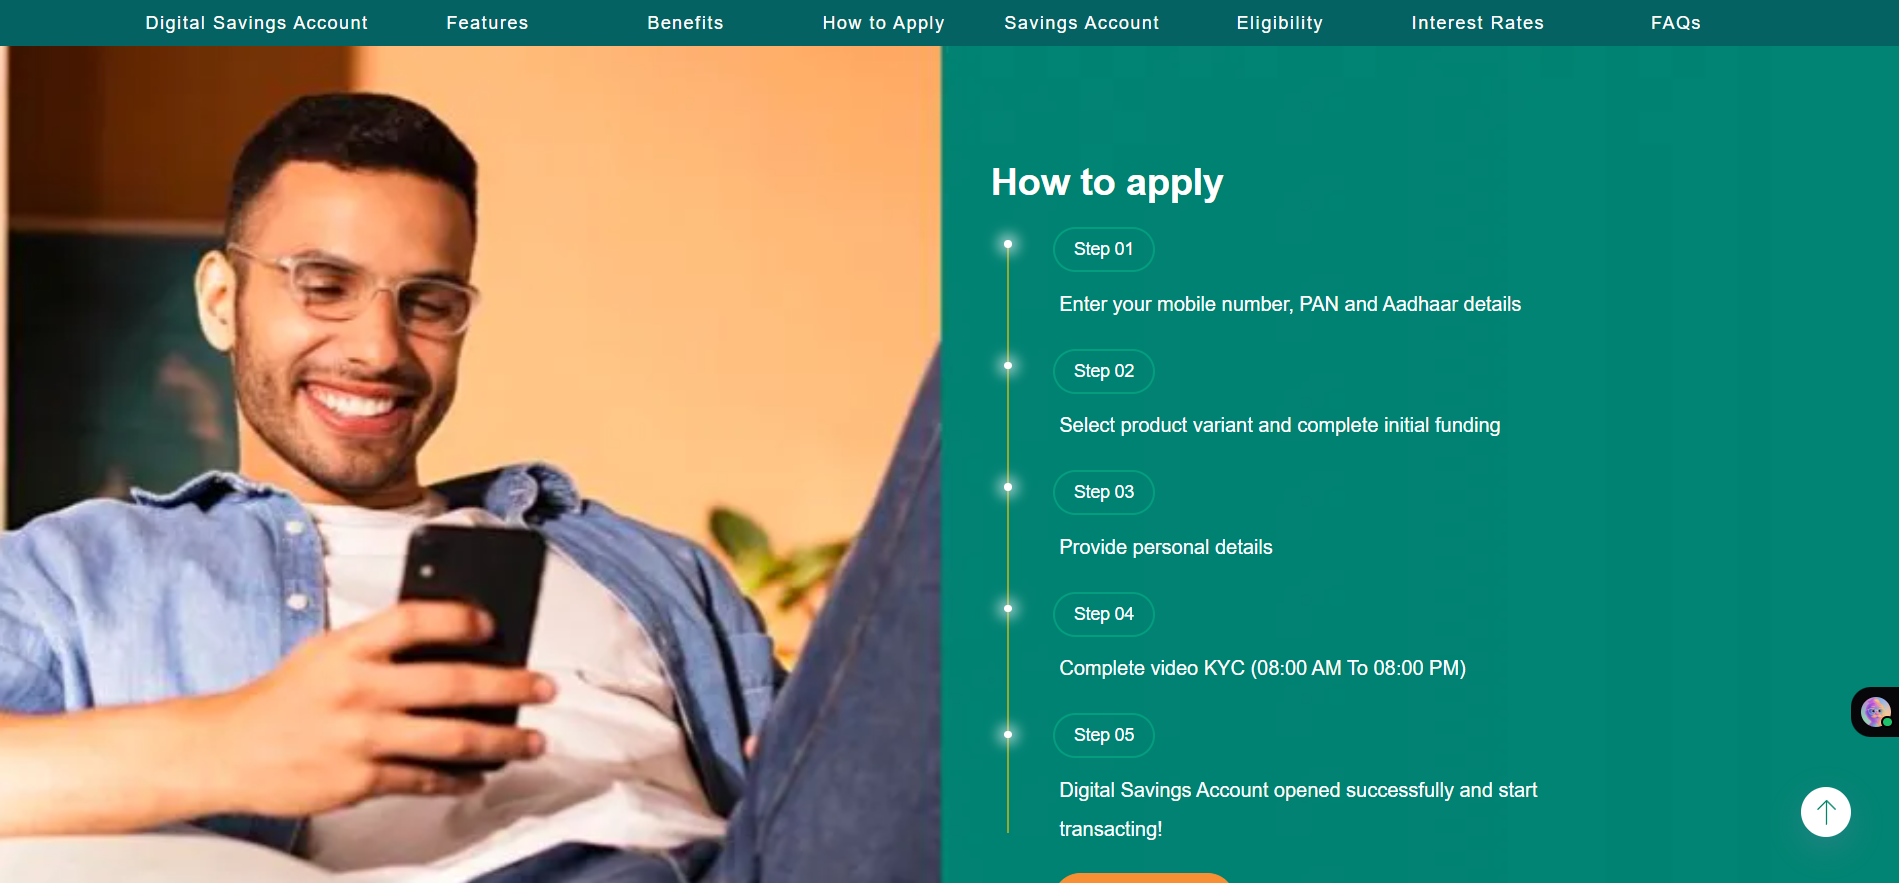 Digital Savings Account
Features
Benefits
How to Apply
Savings Account
Eligibility
Interest Rates
FAQs
How to apply
Step 01
Enter your mobile number, PAN and Aadhaar details
Step 02
Select product variant and complete initial funding
Step 03
Provide personal details
Step 04
Complete video KYC (08:00 AM To 08:00 PM)
Step 05
Digital Savings Account opened successfully and start
transacting!